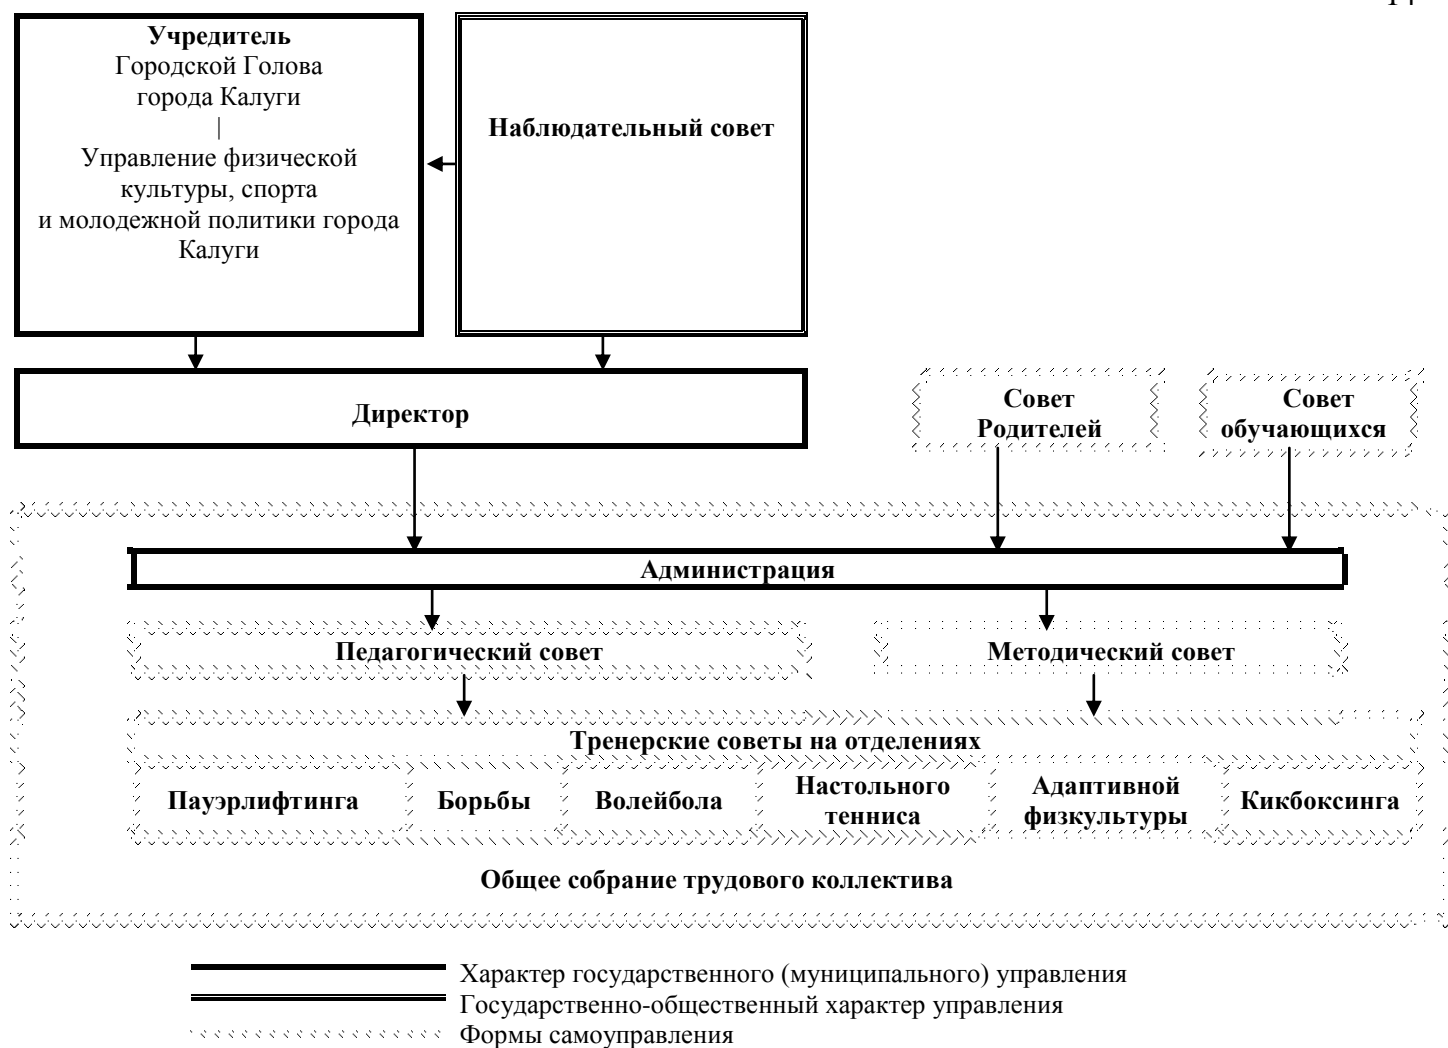 Учредитель
Городской Голова
города Калуги
|
Управление физической
культуры, спорта
и молодежной политики города
Калуги
Наблюдательный совет
Директор
Совет
Родителей
Совет
обучающихся
Администрация
Педагогический совет
Методический совет
Тренерские советы на отделениях
Пауэрлифтинга
Борьбы
Волейбола
Настольного
тенниса
Адаптивной
физкультуры
Кикбоксинга
Общее собрание трудового коллектива
Характер государственного (муниципального) управления
Государственно-общественный характер управления
Формы самоуправления